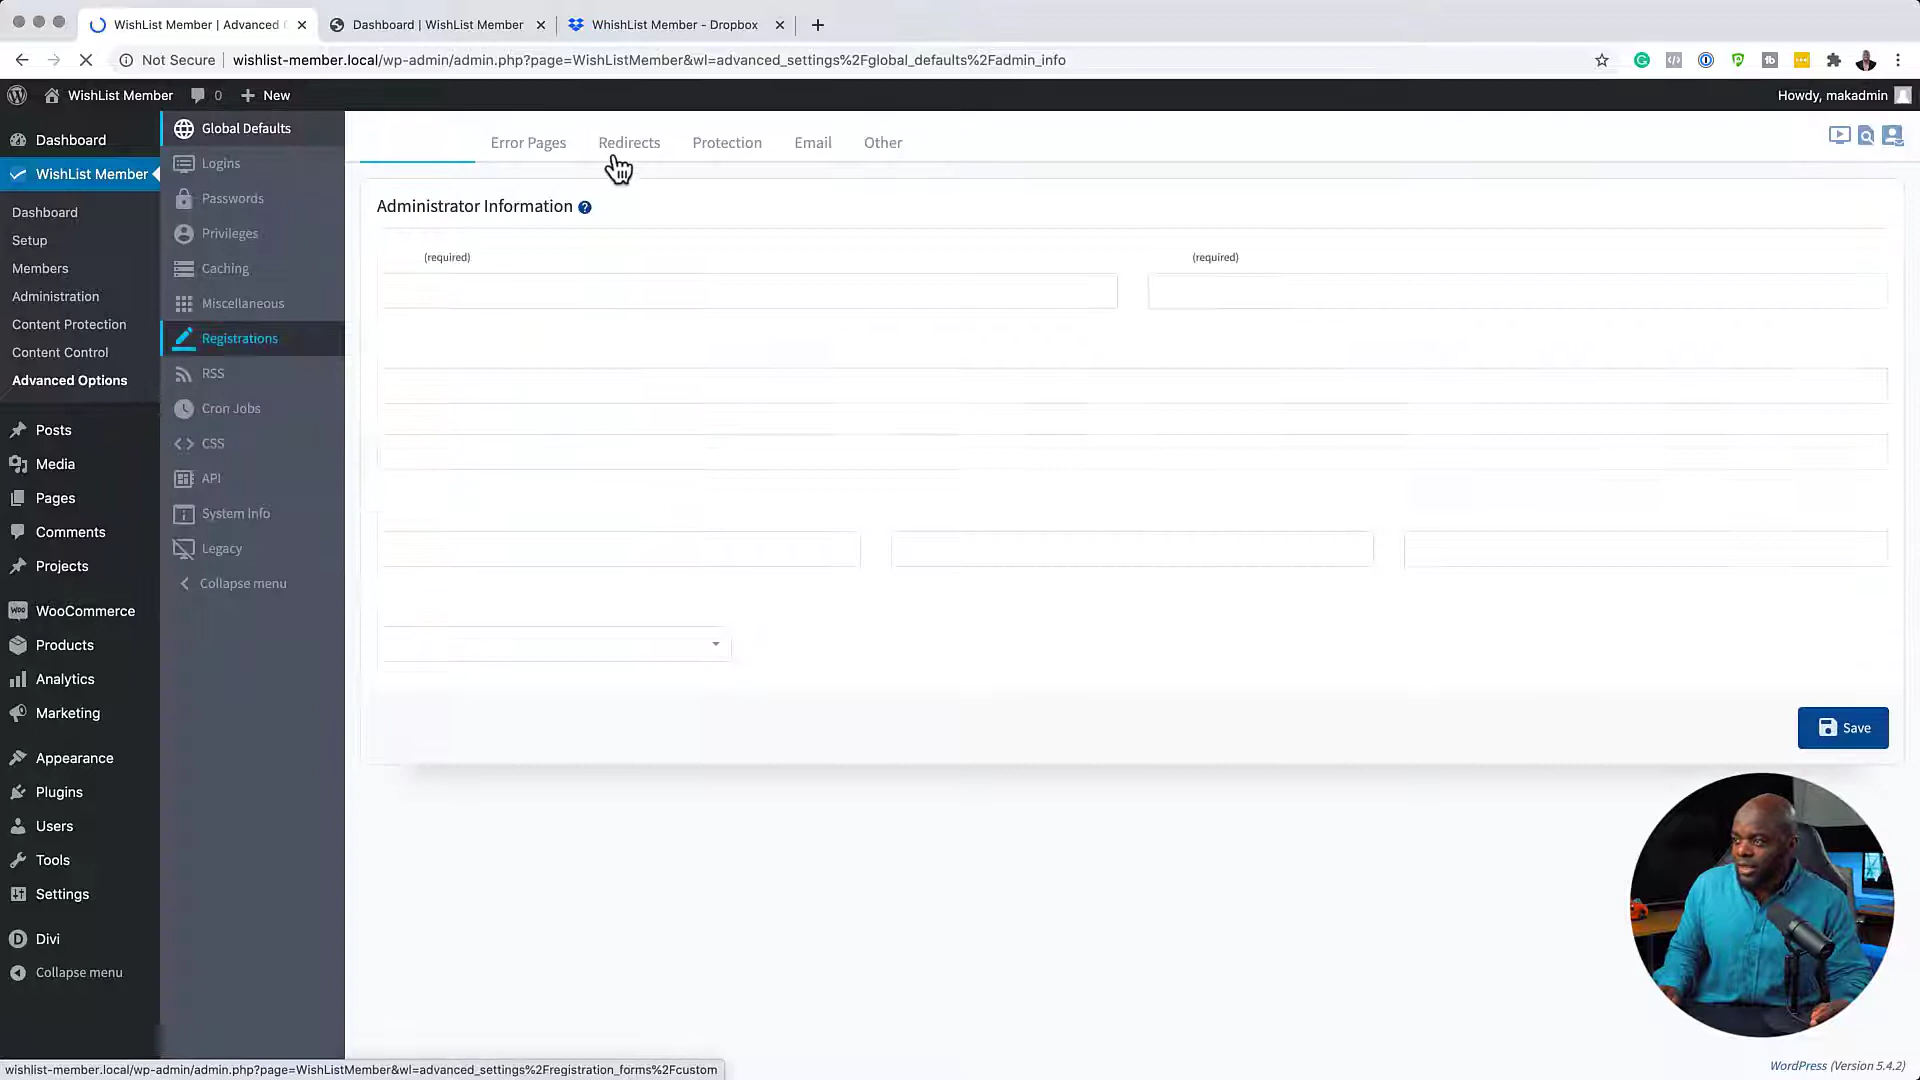 WishList Member | Advanced
Dashboard | WishList Member
WhishList Member - Dropbox
Not Secure
wishlist-member.local/wp-admin/admin.php?page=WishListMember&wl=advanced_settings%2Fglobal_defaults%2Fadmin_info
WishList Member
0
New
Howdy, makadmin
Dashboard
WishList Member
Dashboard
Setup
Members
Administration
Content Protection
Content Control
Advanced Options
Posts
Media
Pages
Comments
Projects
WooCommerce
Products
Analytics
Marketing
Appearance
Plugins
Users
Tools
Settings
Divi
Collapse menu
Global Defaults
Logins
Passwords
Privileges
Caching
Miscellaneous
Registrations
RSS
Cron Jobs
CSS
API
System Info
Legacy
Collapse menu
Error Pages
Redirects
Protection
Email
Other
Administrator Information
(required)
(required)
Save
WordPress (Version 5.4.2)
wishlist-member.local/wp-admin/admin.php?page=WishListMember&wl=advanced_settings%2Fregistration_forms%2Fcustom